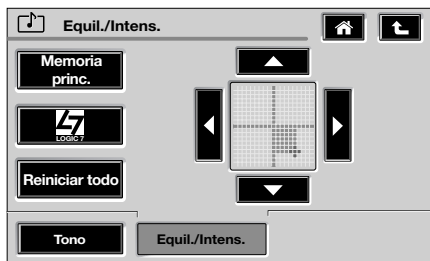 Equil./Intens.
Memoria
princ.
LOGIC 7
Reiniciar todo
Tono
Equil./Intens.